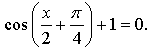 cos(x/2 + π/4) + 1 = 0.